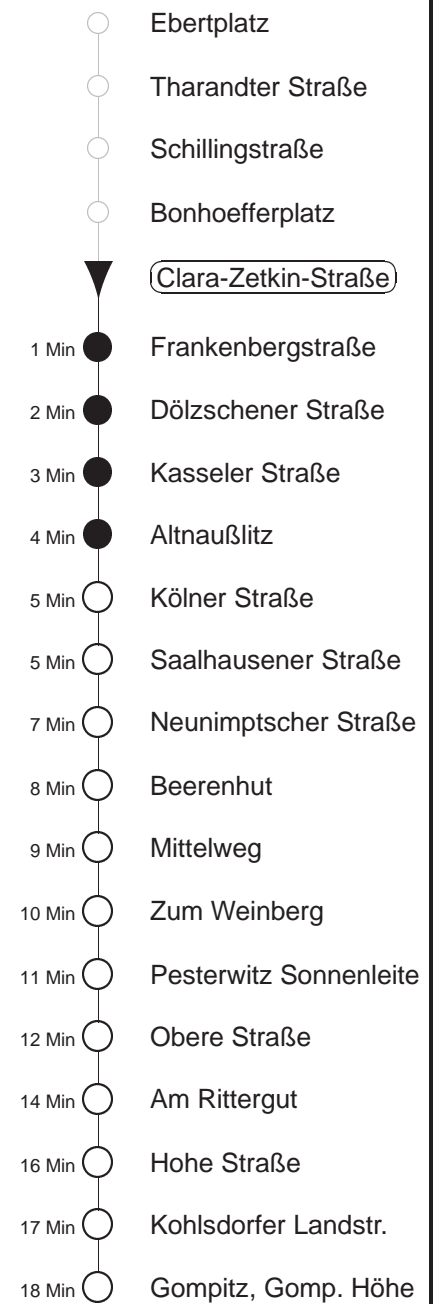 Ebertplatz
Tharandter Straße
Schillingstraße
Bonhoefferplatz
Clara-Zetkin-Straße
1 Min Frankenbergstraße
2 Min Dölzschener Straße
3 Min Kasseler Straße
4 Min Altnaußlitz
5 Min Kölner Straße
5 Min Saalhausener Straße
7 Min Neunimptscher Straße
8 Min Beerenhut
9 Min Mittelweg
10 Min Zum Weinberg
11 Min Pesterwitz Sonnenleite
12 Min Obere Straße
14 Min Am Rittergut
16 Min Hohe Straße
17 Min Kohlsdorfer Landstr.
18 Min Gompitz, Gomp. Höhe